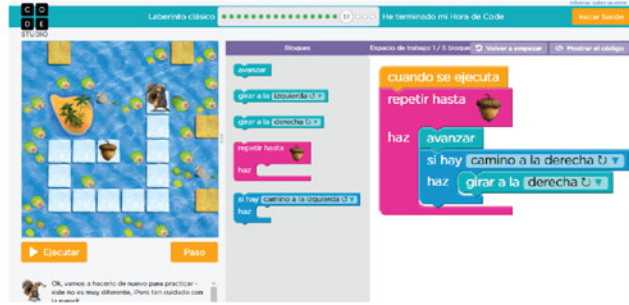 C O
D E
STUDIO
Laberinto clásico
17
He terminado mi Hora de Code
Iniciar Sesión
Bloques
Espacio de trabajo: 1 / 5 bloques
Volver a empezar
Mostrar el código
avanzar
girar a la izquierda ↺ ▼
girar a la derecha ↻ ▼
repetir hasta
haz
si hay camino a la izquierda ↺ ▼
haz
cuando se ejecuta
repetir hasta
haz avanzar
si hay camino a la derecha ↻ ▼
haz girar a la derecha ↻ ▼
Ejecutar
Paso
Ok, vamos a hacerlo de nuevo para practicar -
este no es muy diferente. ¡Pero ten cuidado con